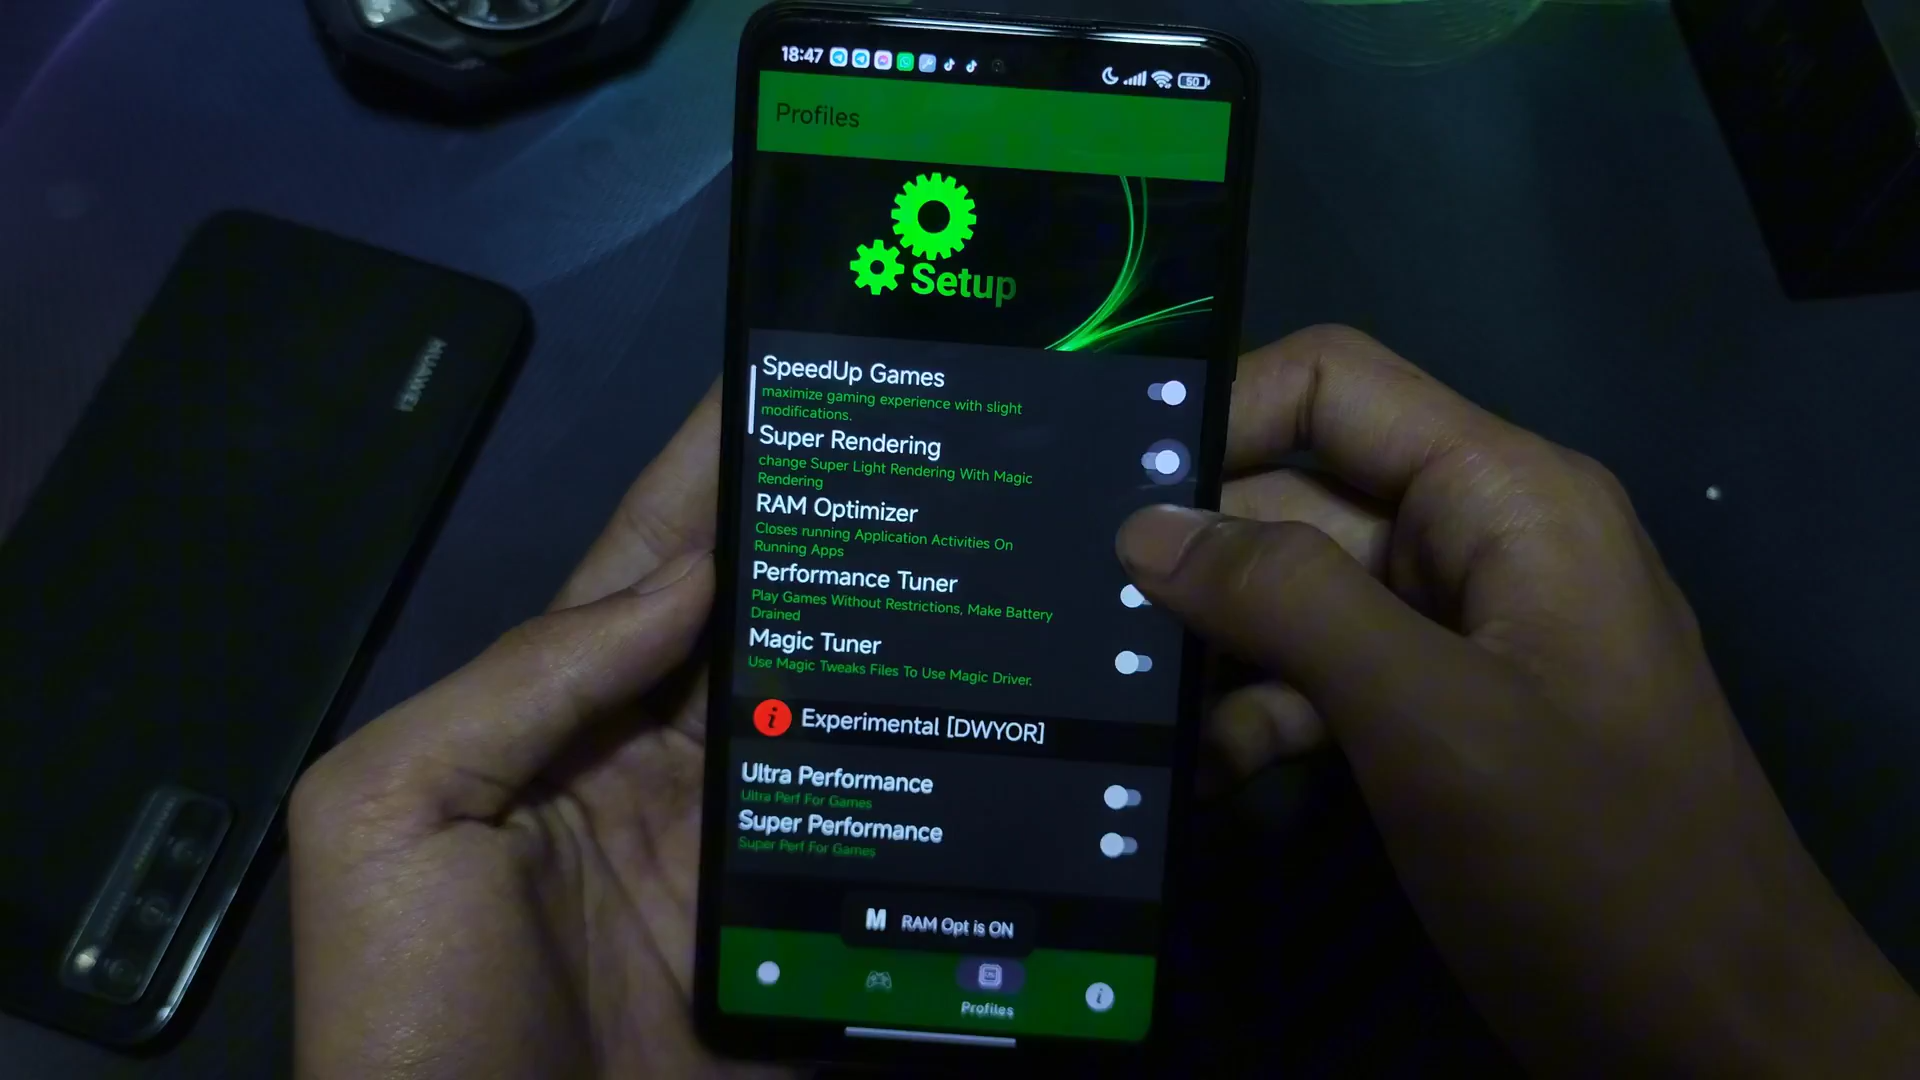 18:47
50
Profiles
Setup
SpeedUp Games
maximize gaming experience with slight
modifications.
Super Rendering
change Super Light Rendering With Magic
Rendering
RAM Optimizer
Closes running Application Activities On
Running Apps
Performance Tuner
Play Games Without Restrictions, Make Battery
Drained
Magic Tuner
Use Magic Tweaks Files To Use Magic Driver.
Experimental [DWYOR]
Ultra Performance
Ultra Perf For Games
Super Performance
Super Perf For Games
M RAM Opt is ON
Profiles
HUAWEI